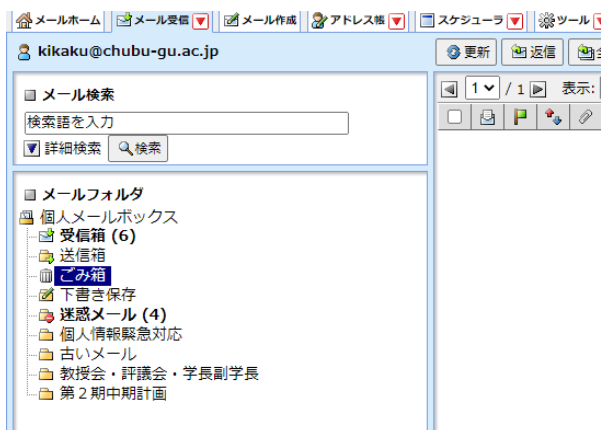 メールホーム メール受信 メール作成 アドレス帳 スケジューラ ツール
kikaku@chubu-gu.ac.jp
更新 返信
1 / 1 表示:
メール検索
検索語を入力
詳細検索 検索
メールフォルダ
個人メールボックス
受信箱 (6)
送信箱
ごみ箱
下書き保存
迷惑メール (4)
個人情報緊急対応
古いメール
教授会・評議会・学長副学長
第２期中期計画